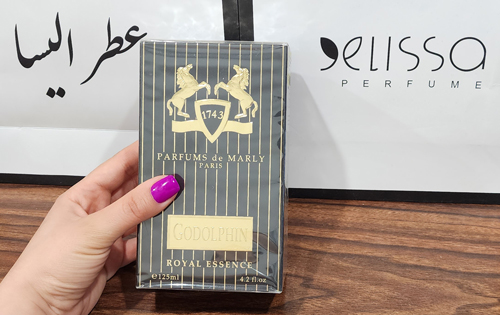 عطر اليسا
elissa
PERFUME
1743
PARFUMS de MARLY
PARIS
GODOLPHIN
ROYAL ESSENCE
℮125ml 4.2 fl oz